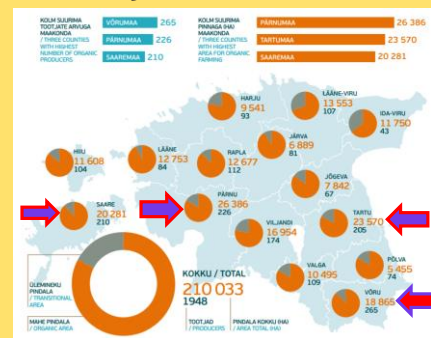 KOLM SUURIMA
TOOTJATE ARVUGA
MAAKONDA
/ THREE COUNTIES
WITH HIGHEST
NUMBER OF ORGANIC
PRODUCERS
VÕRUMAA 265
PÄRNUMAA 226
SAAREMAA 210
KOLM SUURIMA
PINNAGA (HA)
MAAKONDA
/ THREE COUNTIES
WITH HIGHEST
AREA FOR ORGANIC
FARMING
PÄRNUMAA 26 386
TARTUMAA 23 570
SAAREMAA 20 281
HARJU
9 541
93
LÄÄNE-VIRU
13 553
107
IDA-VIRU
11 750
43
HIIU
11 608
104
LÄÄNE
12 753
84
RAPLA
12 677
112
JÄRVA
6 889
81
JÕGEVA
7 842
67
SAARE
20 281
210
PÄRNU
26 386
226
VILJANDI
16 954
174
TARTU
23 570
205
VALGA
10 495
109
PÕLVA
5 455
74
VÕRU
18 865
265
ÜLEMINEKU
PINDALA
/ TRANSITIONAL
AREA
MAHE PINDALA
/ ORGANIC AREA
KOKKU / TOTAL
210 033
1948
TOOTJAD
/ PRODUCERS
PINDALA KOKKU (HA)
/ AREA TOTAL (HA)